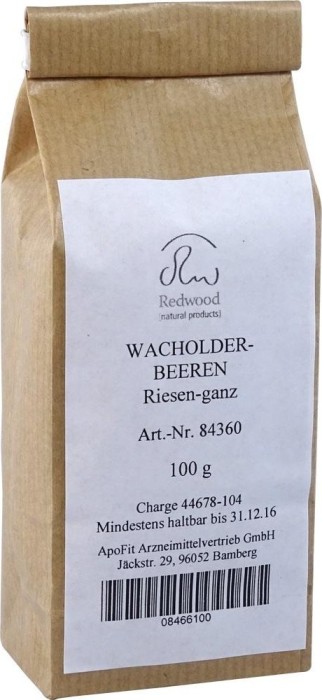 Redwood
(natural products)
WACHOLDER-
BEEREN
Riesen-ganz
Art.-Nr. 84360
100 g
Charge 44678-104
Mindestens haltbar bis 31.12.16
ApoFit Arzneimittelvertrieb GmbH
Jäckstr. 29, 96052 Bamberg
08466100